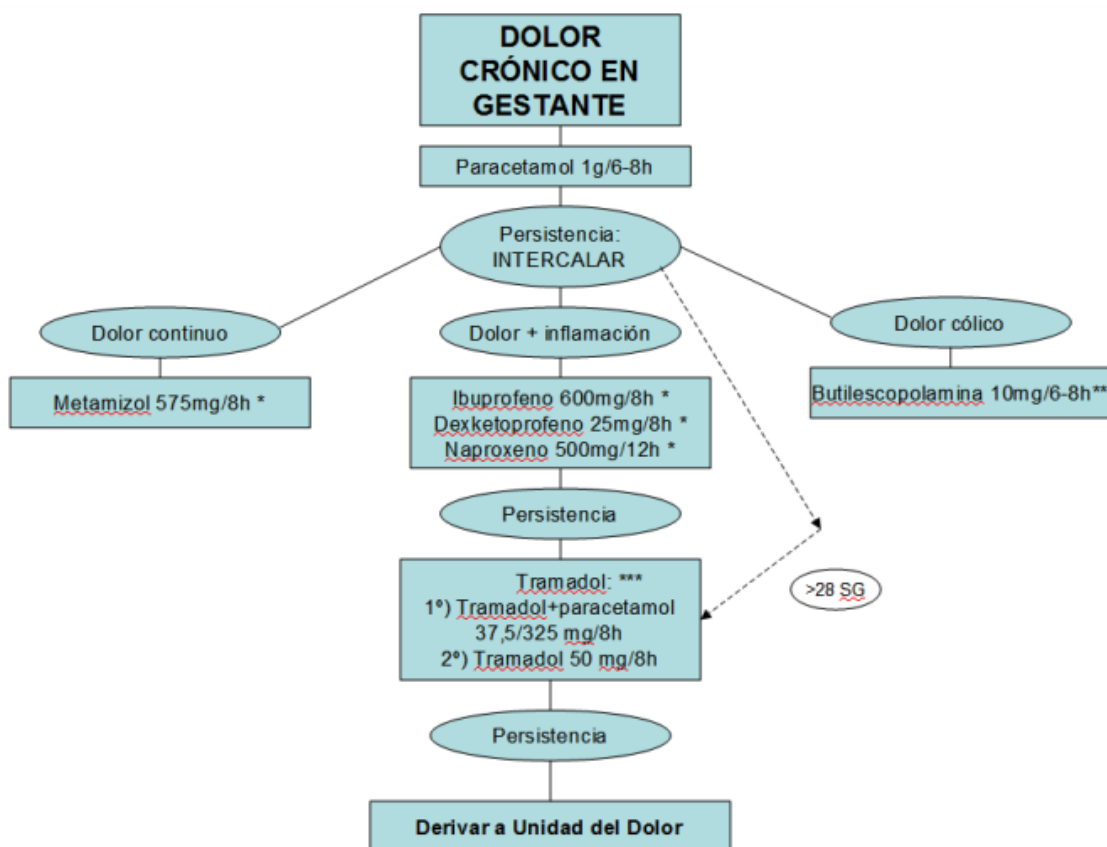 DOLOR
CRÓNICO EN
GESTANTE
Paracetamol 1g/6-8h
Persistencia:
INTERCALAR
Dolor continuo
Dolor + inflamación
Dolor cólico
Metamizol 575mg/8h *
Ibuprofeno 600mg/8h *
Dexketoprofeno 25mg/8h *
Naproxeno 500mg/12h *
Butilescopolamina 10mg/6-8h**
Persistencia
Tramadol: ***
1º) Tramadol+paracetamol
37,5/325 mg/8h
2º) Tramadol 50 mg/8h
>28 SG
Persistencia
Derivar a Unidad del Dolor